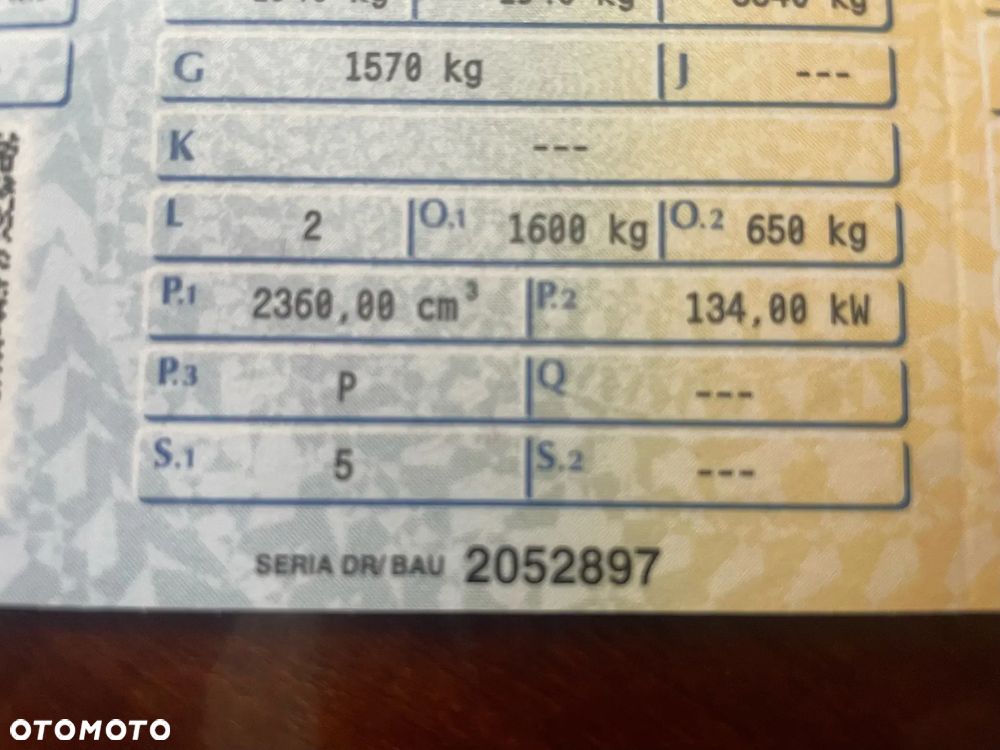 G 1570 kg J ---
K ---
L 2 O.1 1600 kg O.2 650 kg
P.1 2360,00 cm³ P.2 134,00 kW
P.3 P Q ---
S.1 5 S.2 ---
SERIA DR/BAU 2052897
OTOMOTO